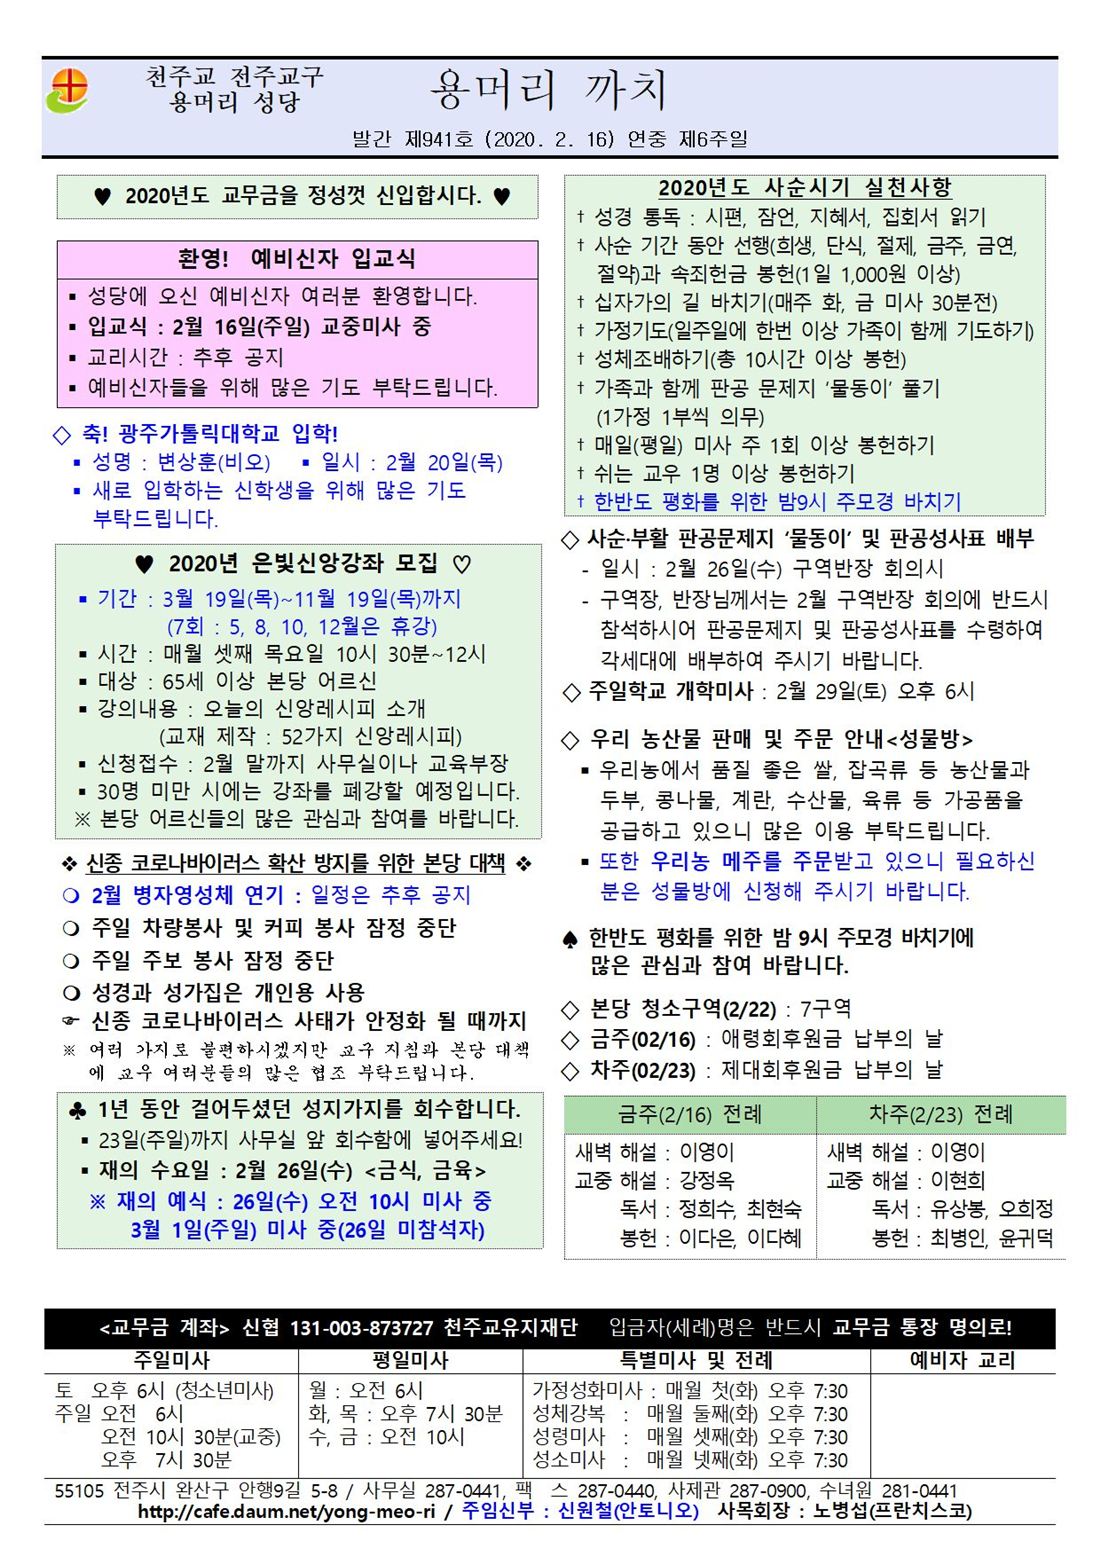 천주교 전주교구
용머리 성당
용머리 까치
발간 제941호 (2020. 2. 16) 연중 제6주일
♥ 2020년도 교무금을 정성껏 신입합시다. ♥
환영! 예비신자 입교식
▪ 성당에 오신 예비신자 여러분 환영합니다.
▪ 입교식 : 2월 16일(주일) 교중미사 중
▪ 교리시간 : 추후 공지
▪ 예비신자들을 위해 많은 기도 부탁드립니다.
◇ 축! 광주가톨릭대학교 입학!
▪ 성명 : 변상훈(비오) ▪ 일시 : 2월 20일(목)
▪ 새로 입학하는 신학생을 위해 많은 기도
부탁드립니다.
♥ 2020년 은빛신앙강좌 모집 ♡
▪ 기간 : 3월 19일(목)~11월 19일(목)까지
(7회 : 5, 8, 10, 12월은 휴강)
▪ 시간 : 매월 셋째 목요일 10시 30분~12시
▪ 대상 : 65세 이상 본당 어르신
▪ 강의내용 : 오늘의 신앙레시피 소개
(교재 제작 : 52가지 신앙레시피)
▪ 신청접수 : 2월 말까지 사무실이나 교육부장
▪ 30명 미만 시에는 강좌를 폐강할 예정입니다.
※ 본당 어르신들의 많은 관심과 참여를 바랍니다.
❖ 신종 코로나바이러스 확산 방지를 위한 본당 대책 ❖
❍ 2월 병자영성체 연기 : 일정은 추후 공지
❍ 주일 차량봉사 및 커피 봉사 잠정 중단
❍ 주일 주보 봉사 잠정 중단
❍ 성경과 성가집은 개인용 사용
☞ 신종 코로나바이러스 사태가 안정화 될 때까지
※ 여러 가지로 불편하시겠지만 교구 지침과 본당 대책
에 교우 여러분들의 많은 협조 부탁드립니다.
♣ 1년 동안 걸어두셨던 성지가지를 회수합니다.
▪ 23일(주일)까지 사무실 앞 회수함에 넣어주세요!
▪ 재의 수요일 : 2월 26일(수) <금식, 금육>
※ 재의 예식 : 26일(수) 오전 10시 미사 중
3월 1일(주일) 미사 중(26일 미참석자)
2020년도 사순시기 실천사항
† 성경 통독 : 시편, 잠언, 지혜서, 집회서 읽기
† 사순 기간 동안 선행(희생, 단식, 절제, 금주, 금연,
절약)과 속죄헌금 봉헌(1일 1,000원 이상)
† 십자가의 길 바치기(매주 화, 금 미사 30분전)
† 가정기도(일주일에 한번 이상 가족이 함께 기도하기)
† 성체조배하기(총 10시간 이상 봉헌)
† 가족과 함께 판공 문제지 ‘물동이’ 풀기
(1가정 1부씩 의무)
† 매일(평일) 미사 주 1회 이상 봉헌하기
† 쉬는 교우 1명 이상 봉헌하기
† 한반도 평화를 위한 밤9시 주모경 바치기
◇ 사순·부활 판공문제지 ‘물동이’ 및 판공성사표 배부
- 일시 : 2월 26일(수) 구역반장 회의시
- 구역장, 반장님께서는 2월 구역반장 회의에 반드시
참석하시어 판공문제지 및 판공성사표를 수령하여
각세대에 배부하여 주시기 바랍니다.
◇ 주일학교 개학미사 : 2월 29일(토) 오후 6시
◇ 우리 농산물 판매 및 주문 안내<성물방>
▪ 우리농에서 품질 좋은 쌀, 잡곡류 등 농산물과
두부, 콩나물, 계란, 수산물, 육류 등 가공품을
공급하고 있으니 많은 이용 부탁드립니다.
▪ 또한 우리농 메주를 주문받고 있으니 필요하신
분은 성물방에 신청해 주시기 바랍니다.
♠ 한반도 평화를 위한 밤 9시 주모경 바치기에
많은 관심과 참여 바랍니다.
◇ 본당 청소구역(2/22) : 7구역
◇ 금주(02/16) : 애령회후원금 납부의 날
◇ 차주(02/23) : 제대회후원금 납부의 날
금주(2/16) 전례 차주(2/23) 전례
새벽 해설 : 이영이 새벽 해설 : 이영이
교중 해설 : 강정옥 교중 해설 : 이현희
독서 : 정희수, 최현숙 독서 : 유상봉, 오희정
봉헌 : 이다은, 이다혜 봉헌 : 최병인, 윤귀덕
<교무금 계좌> 신협 131-003-873727 천주교유지재단 입금자(세례)명은 반드시 교무금 통장 명의로!
주일미사 평일미사 특별미사 및 전례 예비자 교리
토 오후 6시 (청소년미사) 월 : 오전 6시 가정성화미사 : 매월 첫(화) 오후 7:30
주일 오전 6시 화, 목 : 오후 7시 30분 성체강복 : 매월 둘째(화) 오후 7:30
오전 10시 30분(교중) 수, 금 : 오전 10시 성령미사 : 매월 셋째(화) 오후 7:30
오후 7시 30분 성소미사 : 매월 넷째(화) 오후 7:30
55105 전주시 완산구 안행9길 5-8 / 사무실 287-0441, 팩 스 287-0440, 사제관 287-0900, 수녀원 281-0441
http://cafe.daum.net/yong-meo-ri / 주임신부 : 신원철(안토니오) 사목회장 : 노병섭(프란치스코)